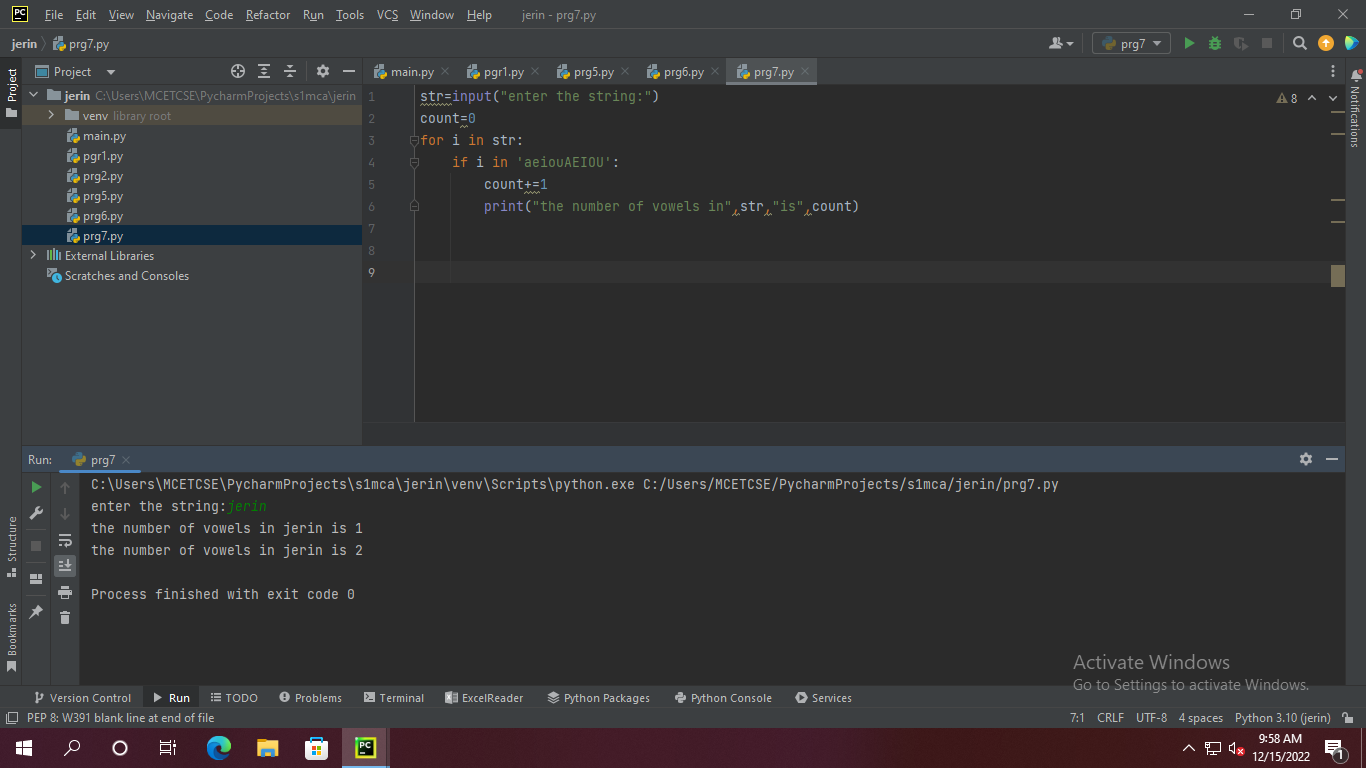 PC File Edit View Navigate Code Refactor Run Tools VCS Window Help jerin - prg7.py
jerin prg7.py prg7
Project
main.py pgr1.py prg5.py prg6.py prg7.py
Project
Notifications
jerin C:\Users\MCETCSE\PycharmProjects\s1mca\jerin
venv library root
main.py
pgr1.py
prg2.py
prg5.py
prg6.py
prg7.py
External Libraries
Scratches and Consoles
8
1 str=input("enter the string:")
2 count=0
3 for i in str:
4 if i in 'aeiouAEIOU':
5 count+=1
6 print("the number of vowels in",str,"is",count)
7
8
9
Run: prg7
C:\Users\MCETCSE\PycharmProjects\s1mca\jerin\venv\Scripts\python.exe C:/Users/MCETCSE/PycharmProjects/s1mca/jerin/prg7.py
enter the string:jerin
the number of vowels in jerin is 1
the number of vowels in jerin is 2
Process finished with exit code 0
Structure
Bookmarks
Activate Windows
Go to Settings to activate Windows.
Version Control Run TODO Problems Terminal ExcelReader Python Packages Python Console Services
PEP 8: W391 blank line at end of file 7:1 CRLF UTF-8 4 spaces Python 3.10 (jerin)
PC
9:58 AM
12/15/2022
1